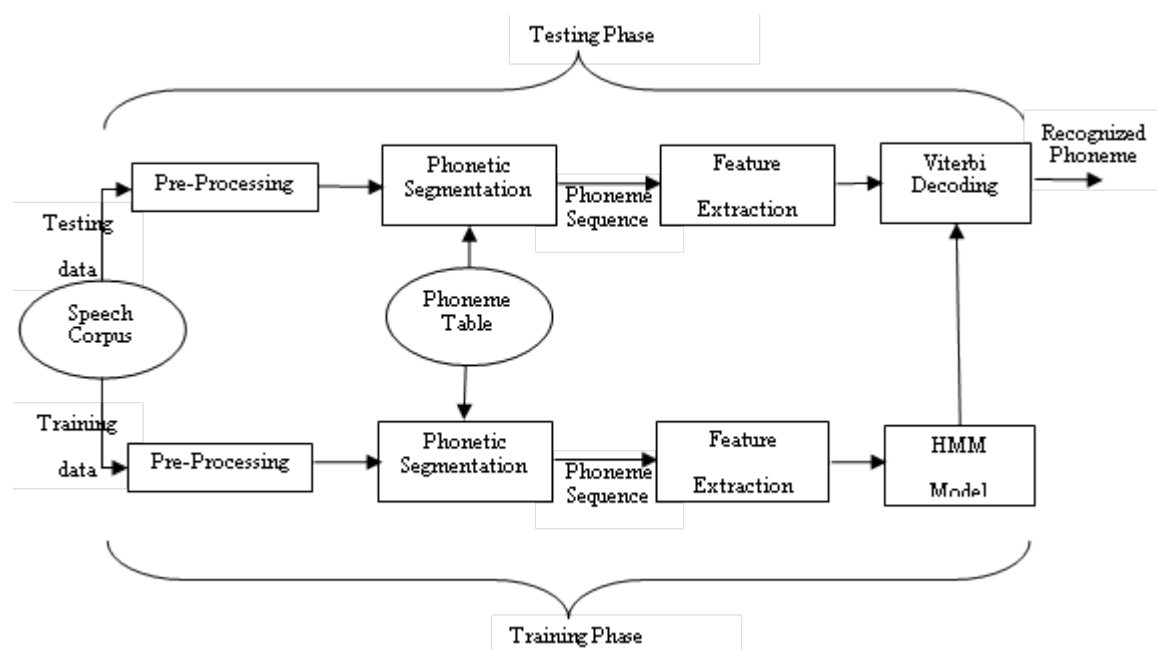 Testing Phase
Recognized
Phoneme
Pre-Processing
Phonetic
Segmentation
Phoneme
Sequence
Feature
Extraction
Viterbi
Decoding
Testing
data
Speech
Corpus
Phoneme
Table
Training
data
Pre-Processing
Phonetic
Segmentation
Phoneme
Sequence
Feature
Extraction
HMM
Model
Training Phase